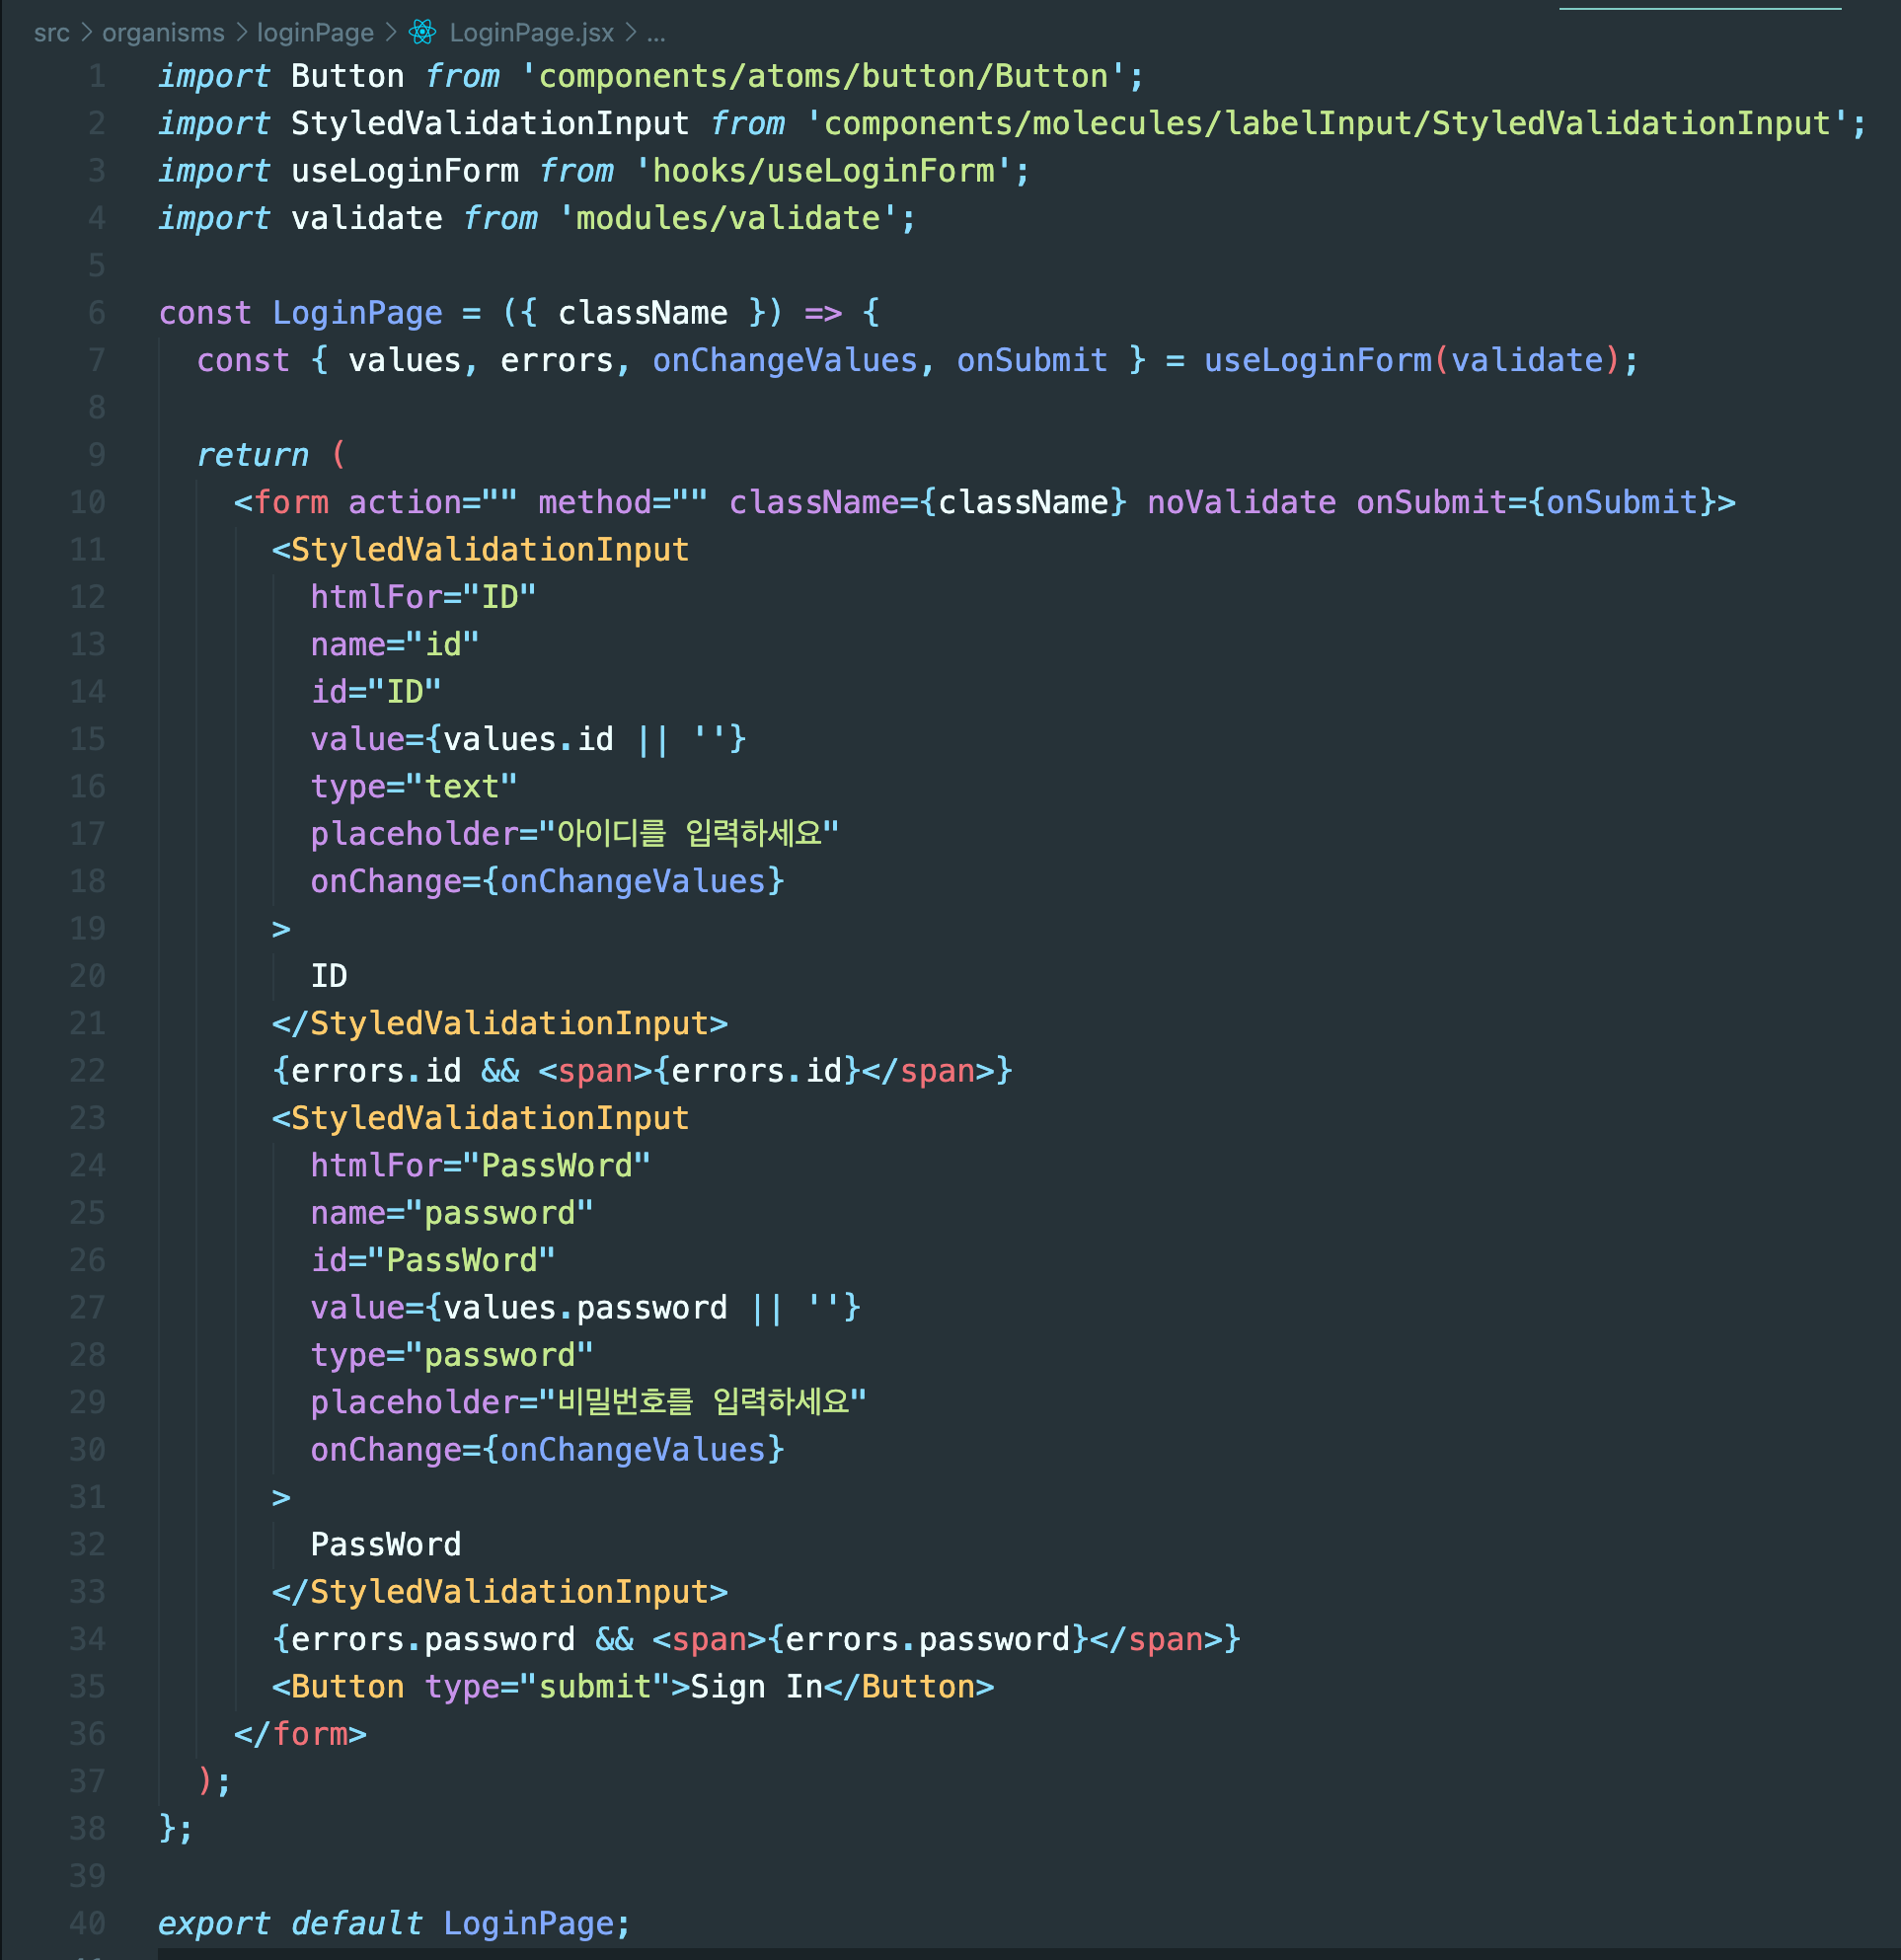 src > organisms > loginPage > LoginPage.jsx > ...
1 import Button from 'components/atoms/button/Button';
2 import StyledValidationInput from 'components/molecules/labelInput/StyledValidationInput';
3 import useLoginForm from 'hooks/useLoginForm';
4 import validate from 'modules/validate';
5
6 const LoginPage = ({ className }) => {
7   const { values, errors, onChangeValues, onSubmit } = useLoginForm(validate);
8
9   return (
10     <form action="" method="" className={className} noValidate onSubmit={onSubmit}>
11       <StyledValidationInput
12         htmlFor="ID"
13         name="id"
14         id="ID"
15         value={values.id || ''}
16         type="text"
17         placeholder="아이디를 입력하세요"
18         onChange={onChangeValues}
19       >
20         ID
21       </StyledValidationInput>
22       {errors.id && <span>{errors.id}</span>}
23       <StyledValidationInput
24         htmlFor="PassWord"
25         name="password"
26         id="PassWord"
27         value={values.password || ''}
28         type="password"
29         placeholder="비밀번호를 입력하세요"
30         onChange={onChangeValues}
31       >
32         PassWord
33       </StyledValidationInput>
34       {errors.password && <span>{errors.password}</span>}
35       <Button type="submit">Sign In</Button>
36     </form>
37   );
38 };
39
40 export default LoginPage;